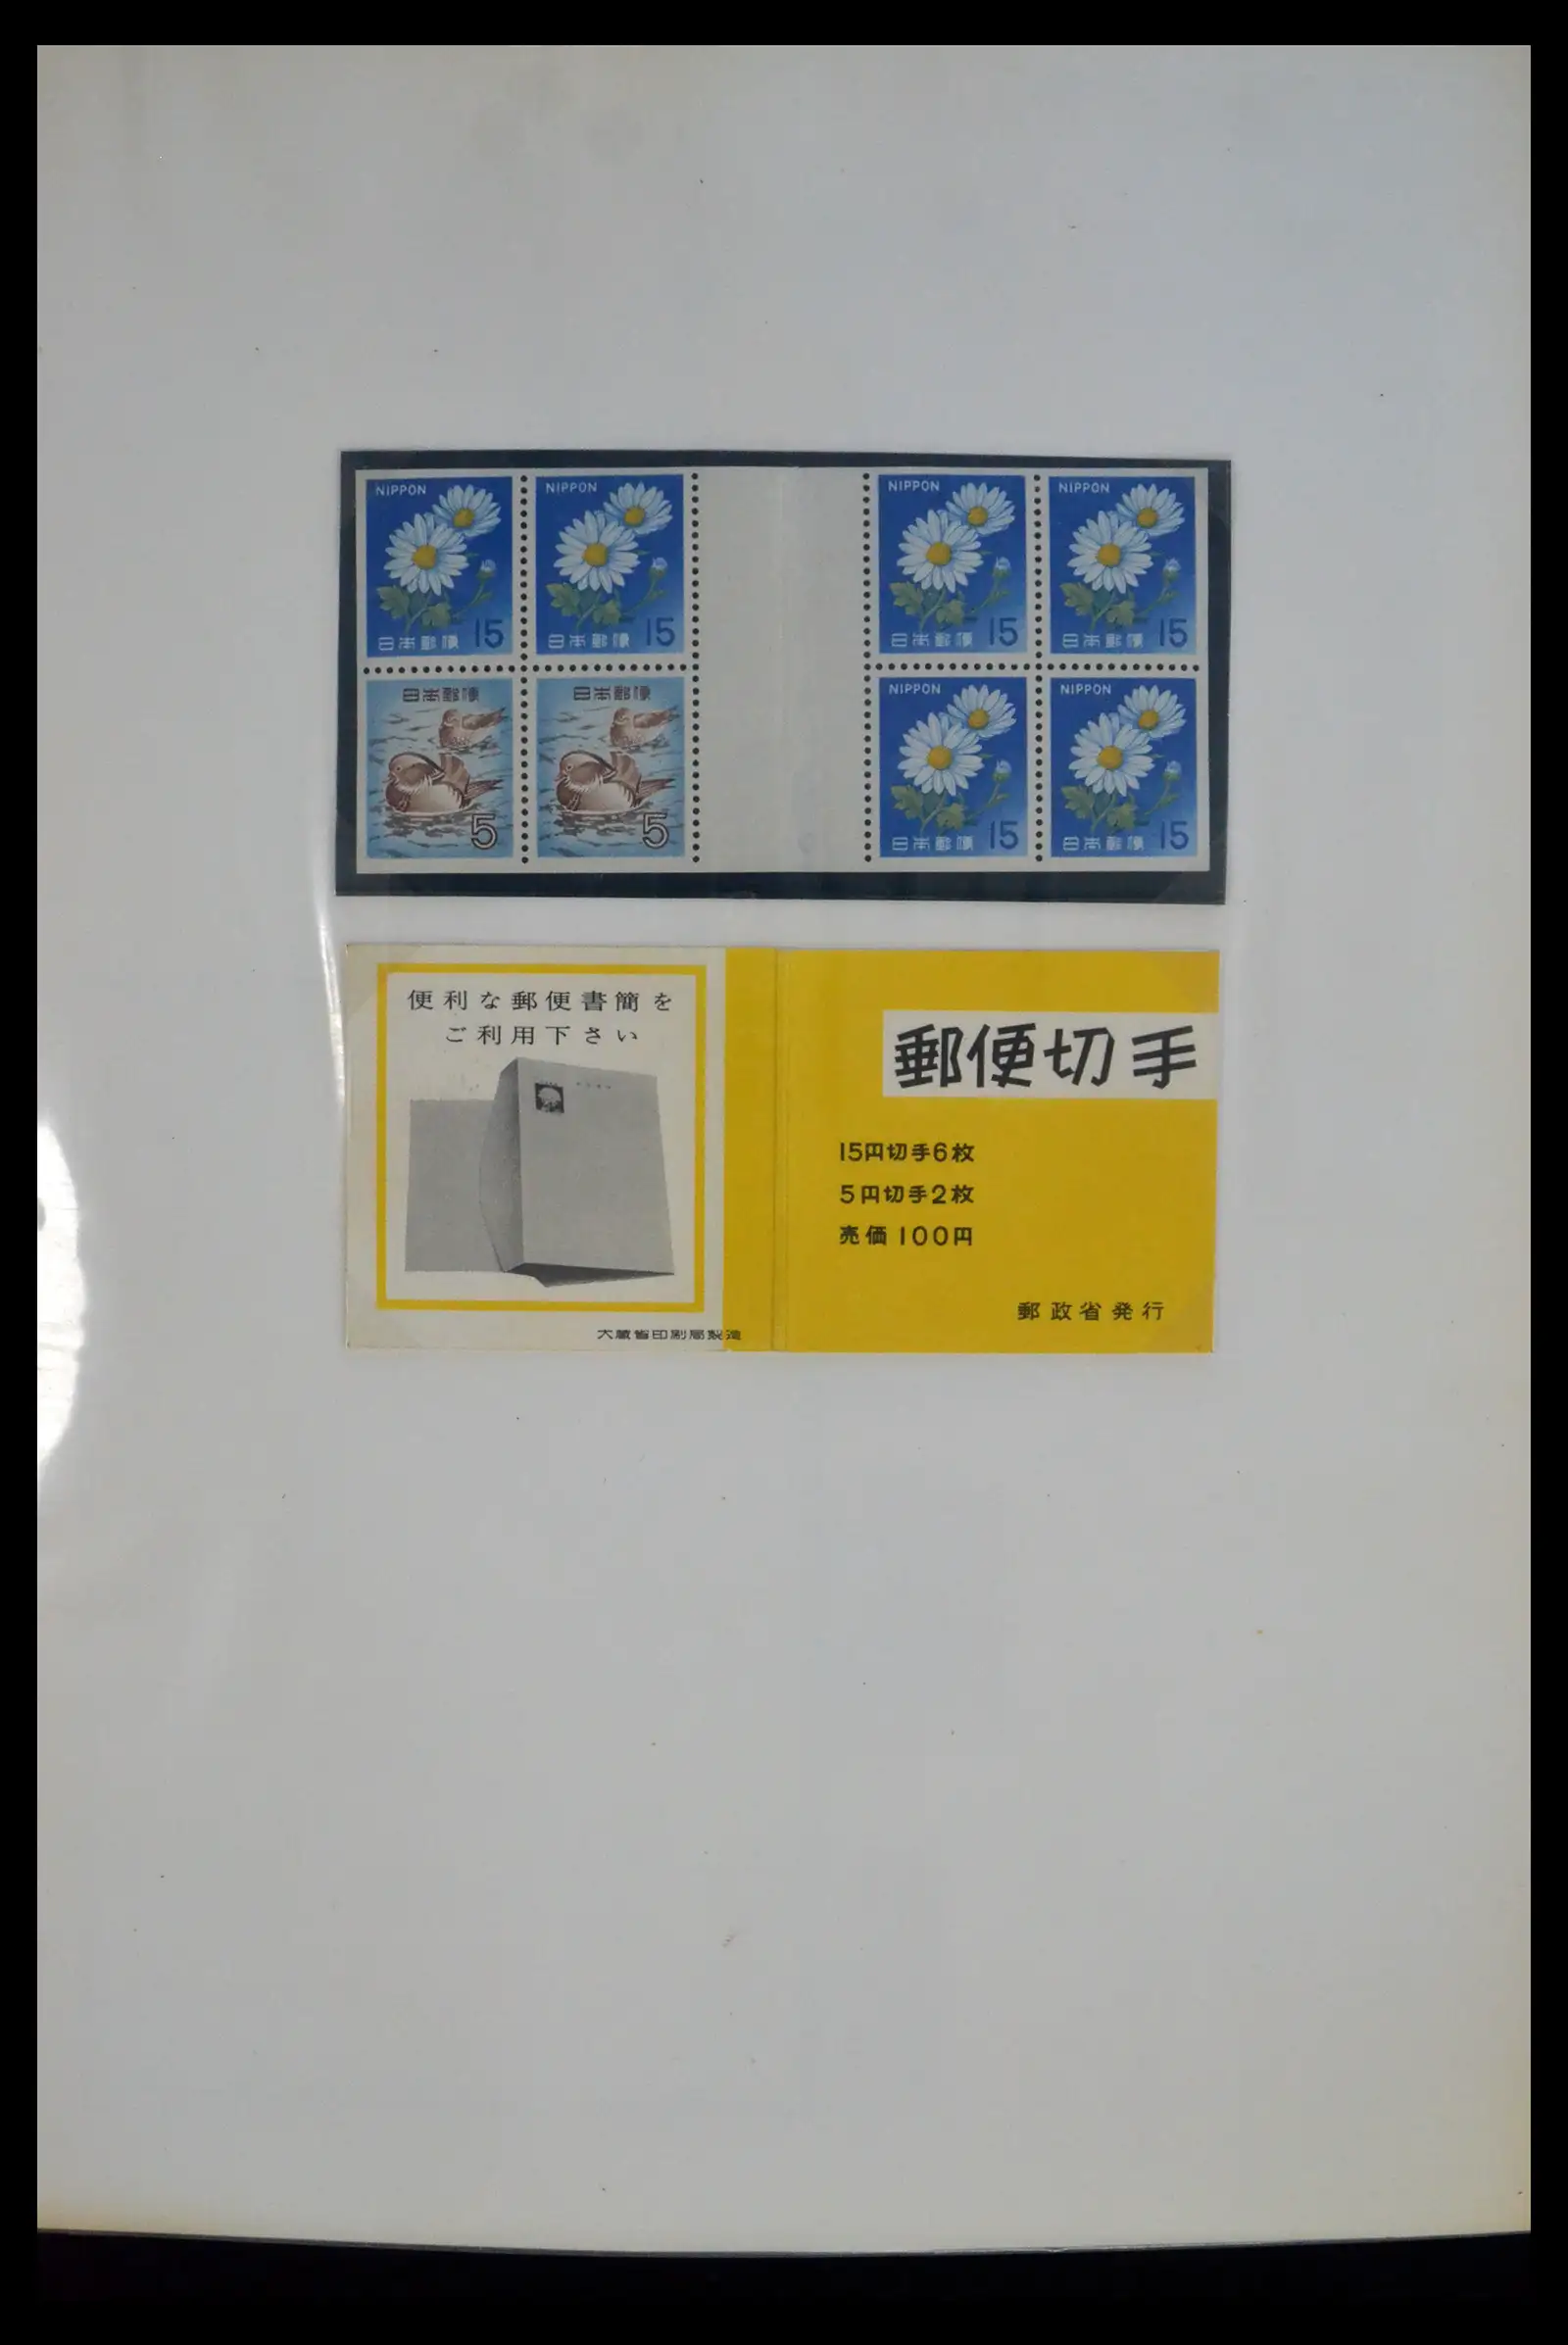 NIPPON NIPPON NIPPON NIPPON
日本郵便 15 日本郵便 15 日本郵便 15 日本郵便 15
日本郵便 日本郵便 NIPPON NIPPON
5 5 日本郵便 15 日本郵便 15
便利な郵便書簡を
ご利用下さい
大蔵省印刷局製造
郵便切手
15円切手6枚
5円切手2枚
売価100円
郵政省発行